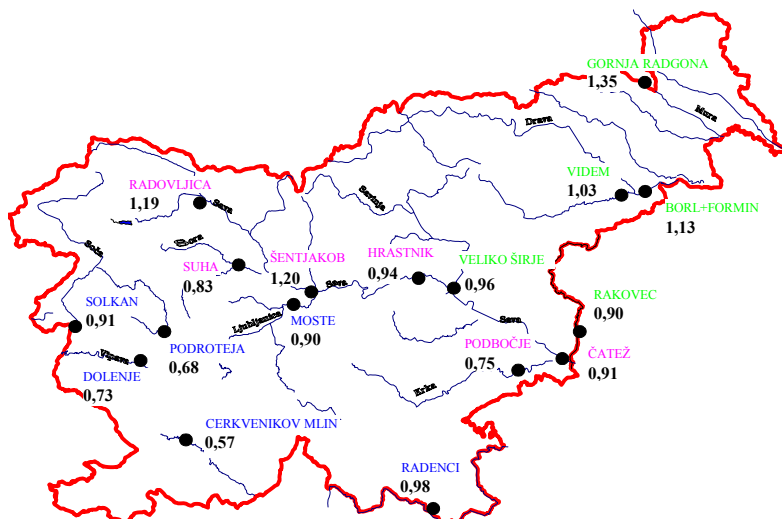 GORNJA RADGONA
1,35
Mura
Drava
VIDEM
1,03
BORL+FORMIN
1,13
RADOVLJICA
1,19
Sava
Savinja
Sora
Soča
SUHA
0,83
ŠENTJAKOB
1,20
Sava
HRASTNIK
0,94
VELIKO ŠIRJE
0,96
RAKOVEC
0,90
SOLKAN
0,91
Ljubljanica
MOSTE
0,90
Sava
PODROTEJA
0,68
Vipava
DOLENJE
0,73
PODBOČJE
0,75
ČATEŽ
0,91
Krka
CERKVENIKOV MLIN
0,57
RADENCI
0,98